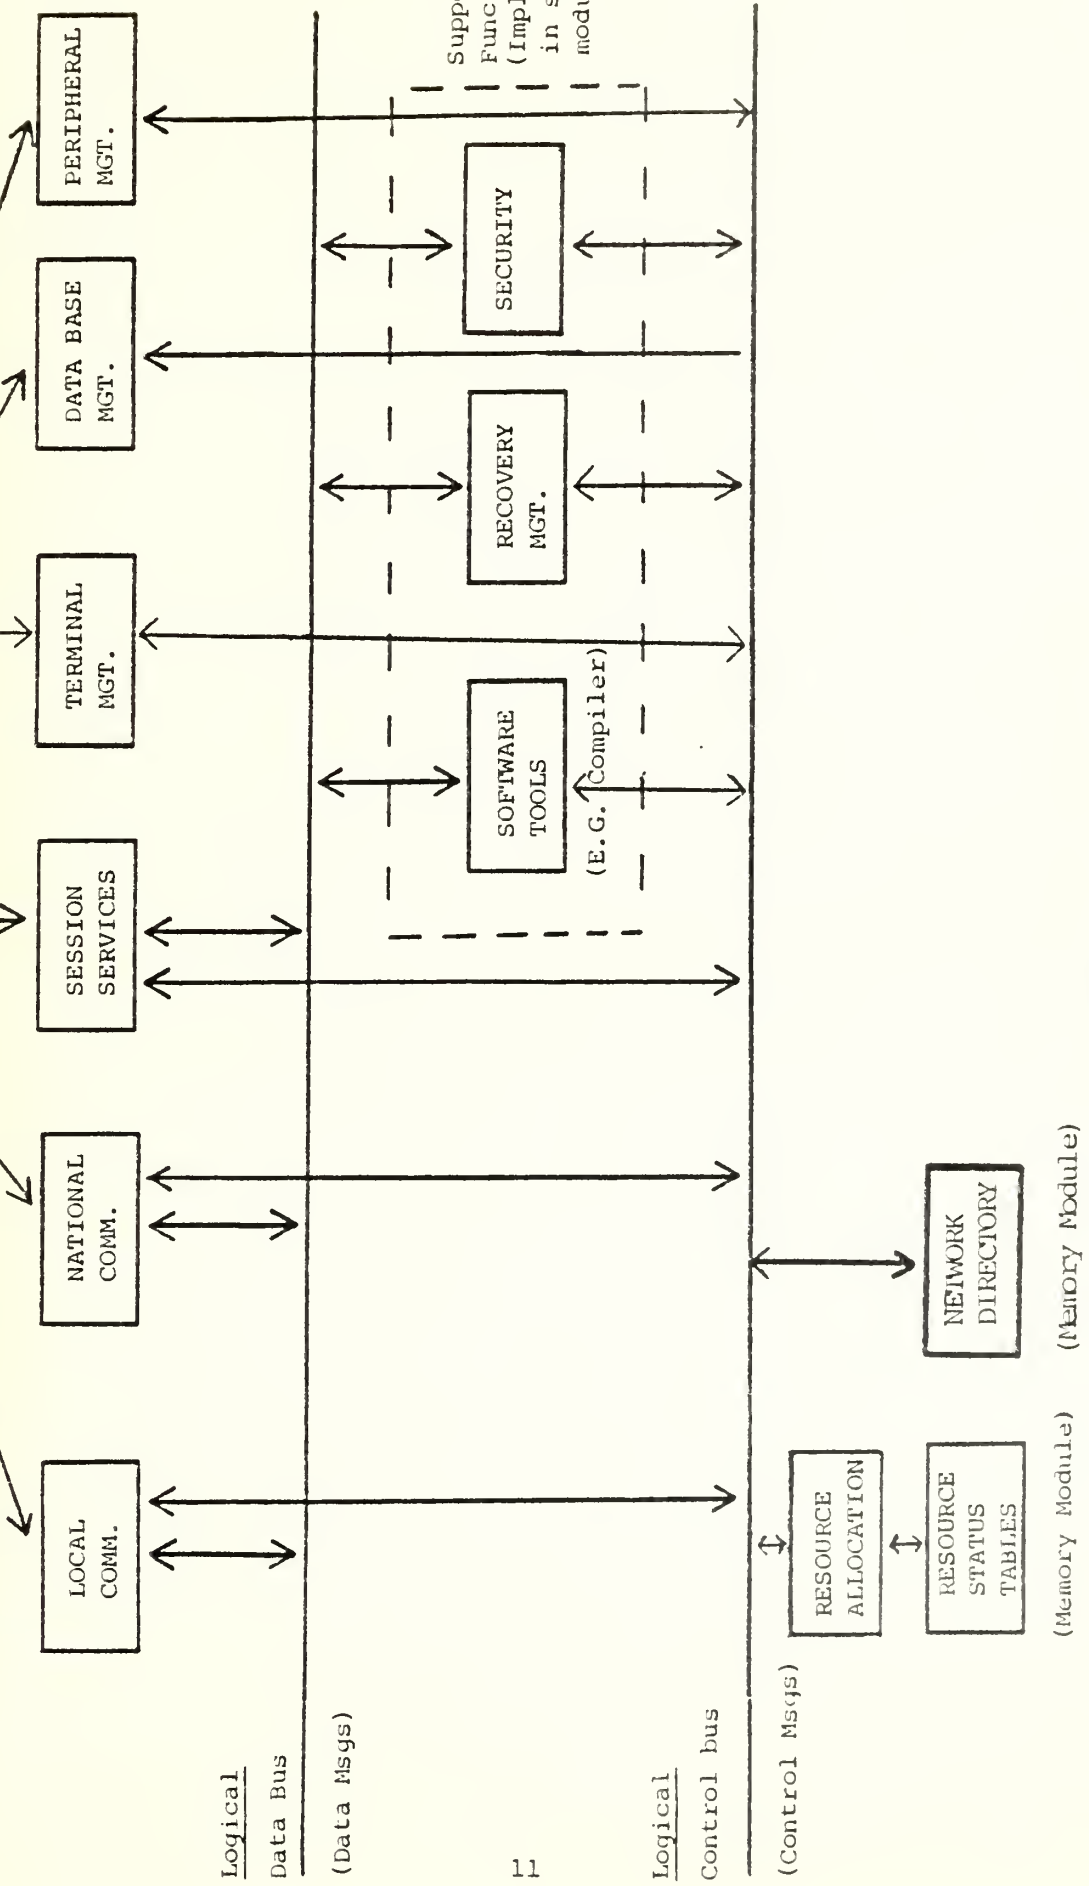 LOCAL
COMM.
NATIONAL
COMM.
SESSION
SERVICES
TERMINAL
MGT.
DATA BASE
MGT.
PERIPHERAL
MGT.
Logical
Data Bus
(Data Msgs)
SOFTWARE
TOOLS
(E.G. Compiler)
RECOVERY
MGT.
SECURITY
Supp
Func
(Impl
in s
modu
Logical
Control bus
(Control Msgs)
RESOURCE
ALLOCATION
RESOURCE
STATUS
TABLES
(Memory Module)
NETWORK
DIRECTORY
(Memory Module)
11